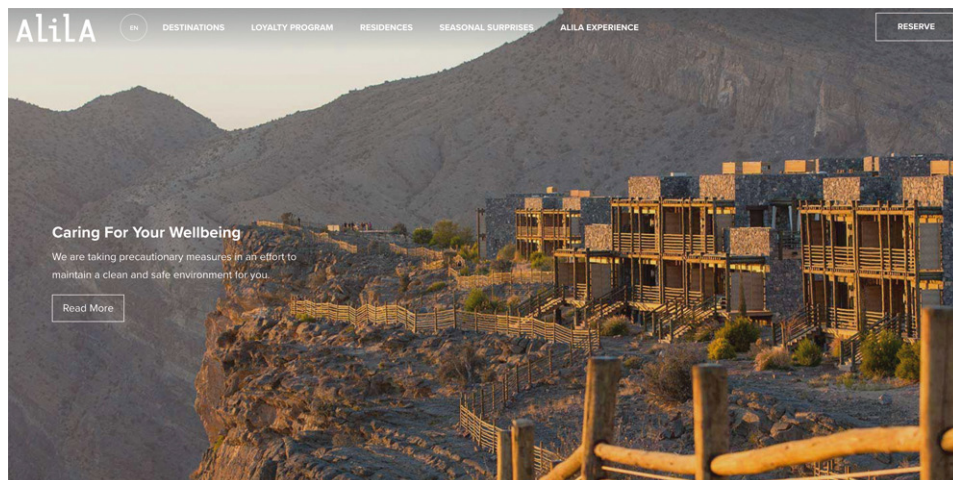 ALiLA
EN
DESTINATIONS
LOYALTY PROGRAM
RESIDENCES
SEASONAL SURPRISES
ALILA EXPERIENCE
RESERVE
Caring For Your Wellbeing
We are taking precautionary measures in an effort to
maintain a clean and safe environment for you.
Read More